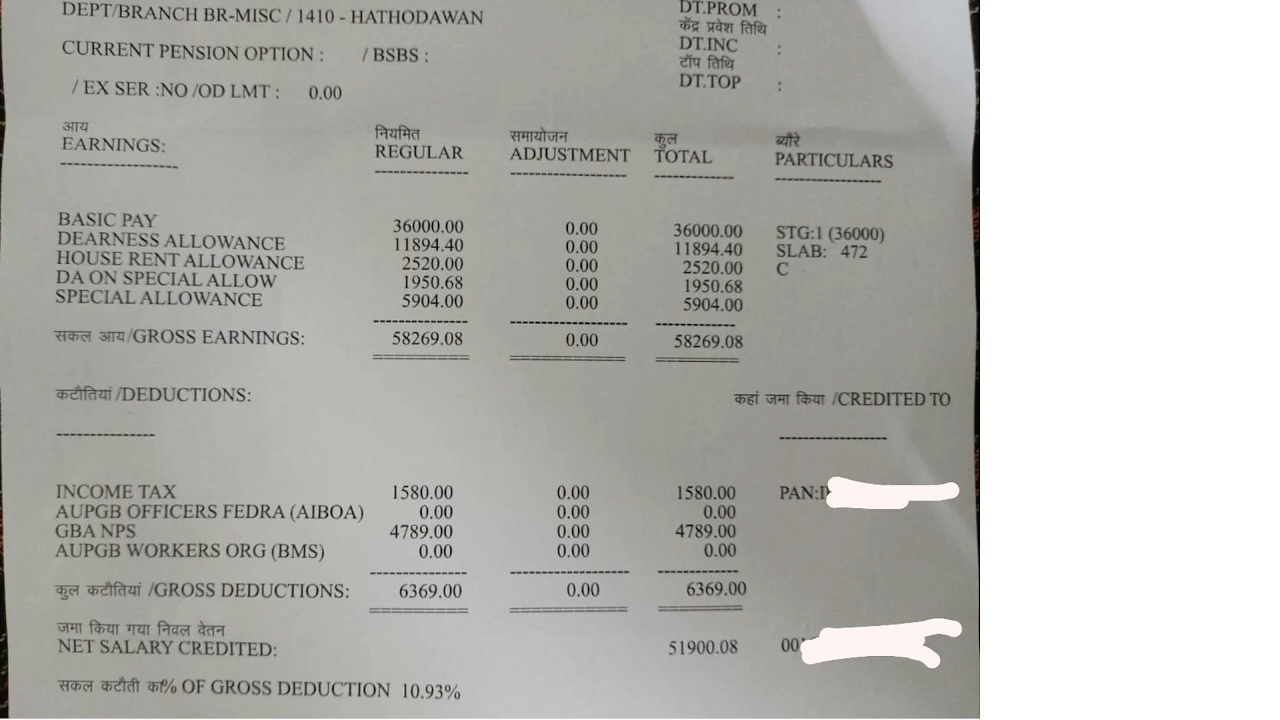 DEPT/BRANCH BR-MISC / 1410 - HATHODAWAN
DT.PROM :
केंद्र प्रवेश तिथि
CURRENT PENSION OPTION : / BSBS :
DT.INC :
टॉप तिथि
DT.TOP :
/ EX SER :NO /OD LMT : 0.00
आय नियमित समायोजन कुल ब्यौरे
EARNINGS: REGULAR ADJUSTMENT TOTAL PARTICULARS
BASIC PAY 36000.00 0.00 36000.00 STG:1 (36000)
DEARNESS ALLOWANCE 11894.40 0.00 11894.40 SLAB: 472
HOUSE RENT ALLOWANCE 2520.00 0.00 2520.00 C
DA ON SPECIAL ALLOW 1950.68 0.00 1950.68
SPECIAL ALLOWANCE 5904.00 0.00 5904.00
सकल आय/GROSS EARNINGS: 58269.08 0.00 58269.08
कटौतियां /DEDUCTIONS: कहां जमा किया /CREDITED TO
INCOME TAX 1580.00 0.00 1580.00 PAN:
AUPGB OFFICERS FEDRA (AIBOA) 0.00 0.00 0.00
GBA NPS 4789.00 0.00 4789.00
AUPGB WORKERS ORG (BMS) 0.00 0.00 0.00
कुल कटौतियां /GROSS DEDUCTIONS: 6369.00 0.00 6369.00
जमा किया गया निवल वेतन
NET SALARY CREDITED: 51900.08 00
सकल कटौती का% OF GROSS DEDUCTION 10.93%